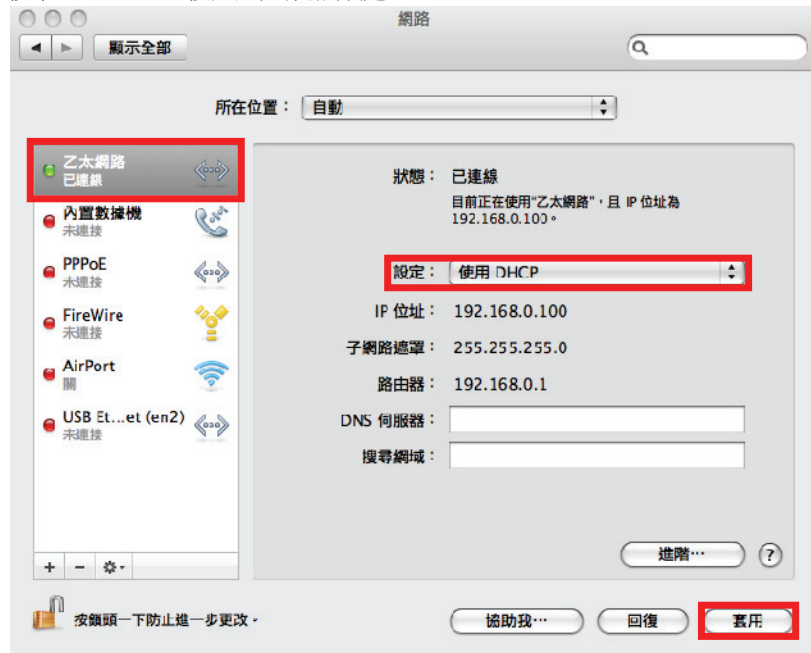 網路
顯示全部
所在位置： 自動
乙太網路
已連線
內置數據機
未連接
PPPoE
未連接
FireWire
未連接
AirPort
關
USB Et...et (en2)
未連接
狀態： 已連線
目前正在使用“乙太網路”，且 IP 位址為
192.168.0.100。
設定： 使用 DHCP
IP 位址： 192.168.0.100
子網路遮罩： 255.255.255.0
路由器： 192.168.0.1
DNS 伺服器：
搜尋網域：
進階… ?
按鎖頭一下防止進一步更改。
協助我… 回復 套用